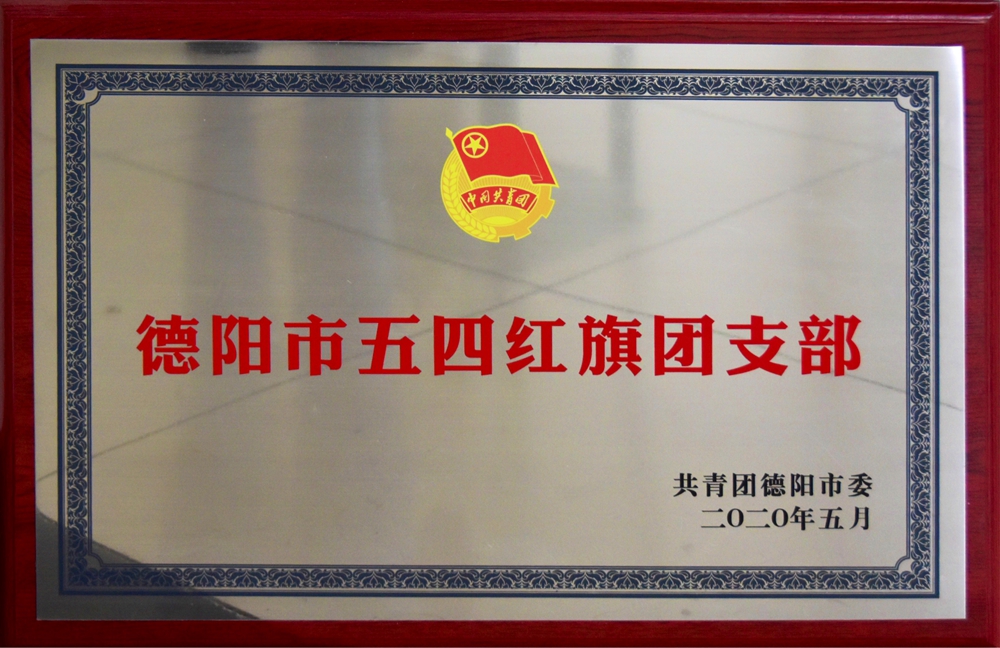 中国共青团
德阳市五四红旗团支部
共青团德阳市委
二〇二〇年五月